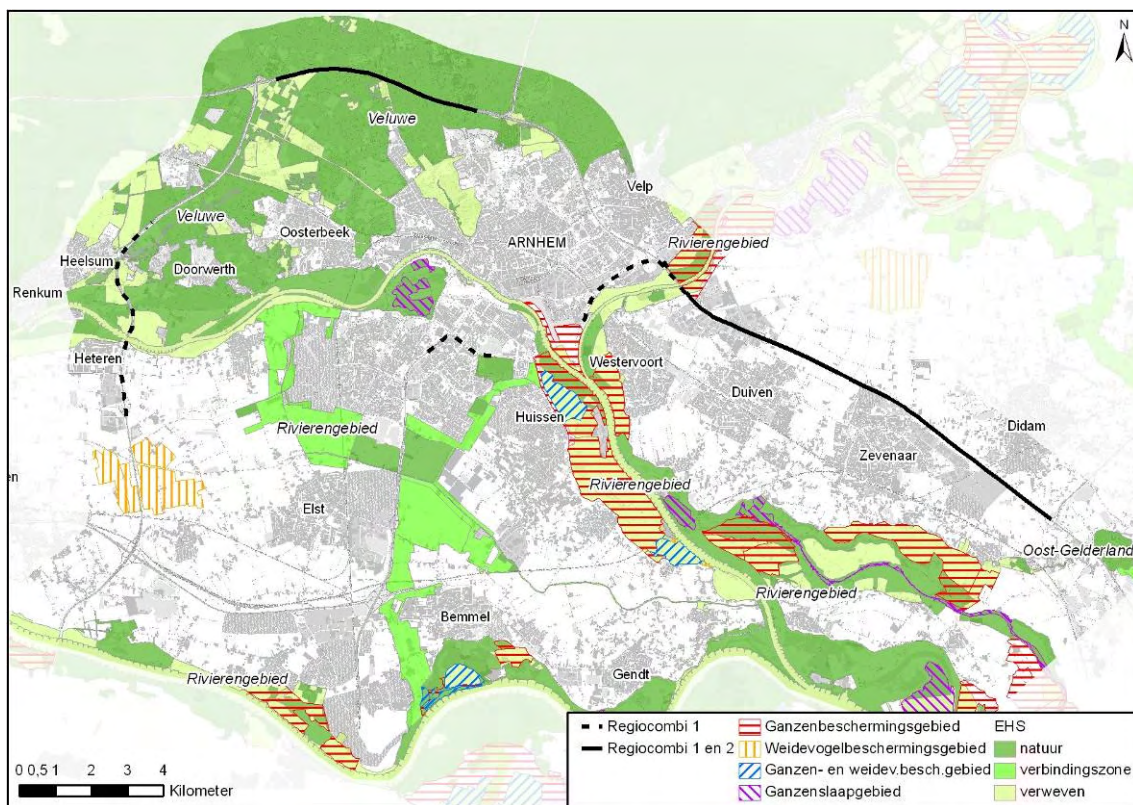 N
Veluwe
Velp
Veluwe
Oosterbeek
ARNHEM
Rivierengebied
Heelsum
Doorwerth
Renkum
Heteren
Westervoort
Duiven
Huissen
Rivierengebied
Didam
Zevenaar
en
Rivierengebied
Elst
Oost-Gelderland
Rivierengebied
Bemmel
Gendt
Rivierengebied
Regiocombi 1
Regiocombi 1 en 2
Ganzenbeschermingsgebied
Weidevogelbeschermingsgebied
Ganzen- en weidev.besch.gebied
Ganzenslaapgebied
EHS
natuur
verbindingszone
verweven
0 0,5 1 2 3 4
Kilometer